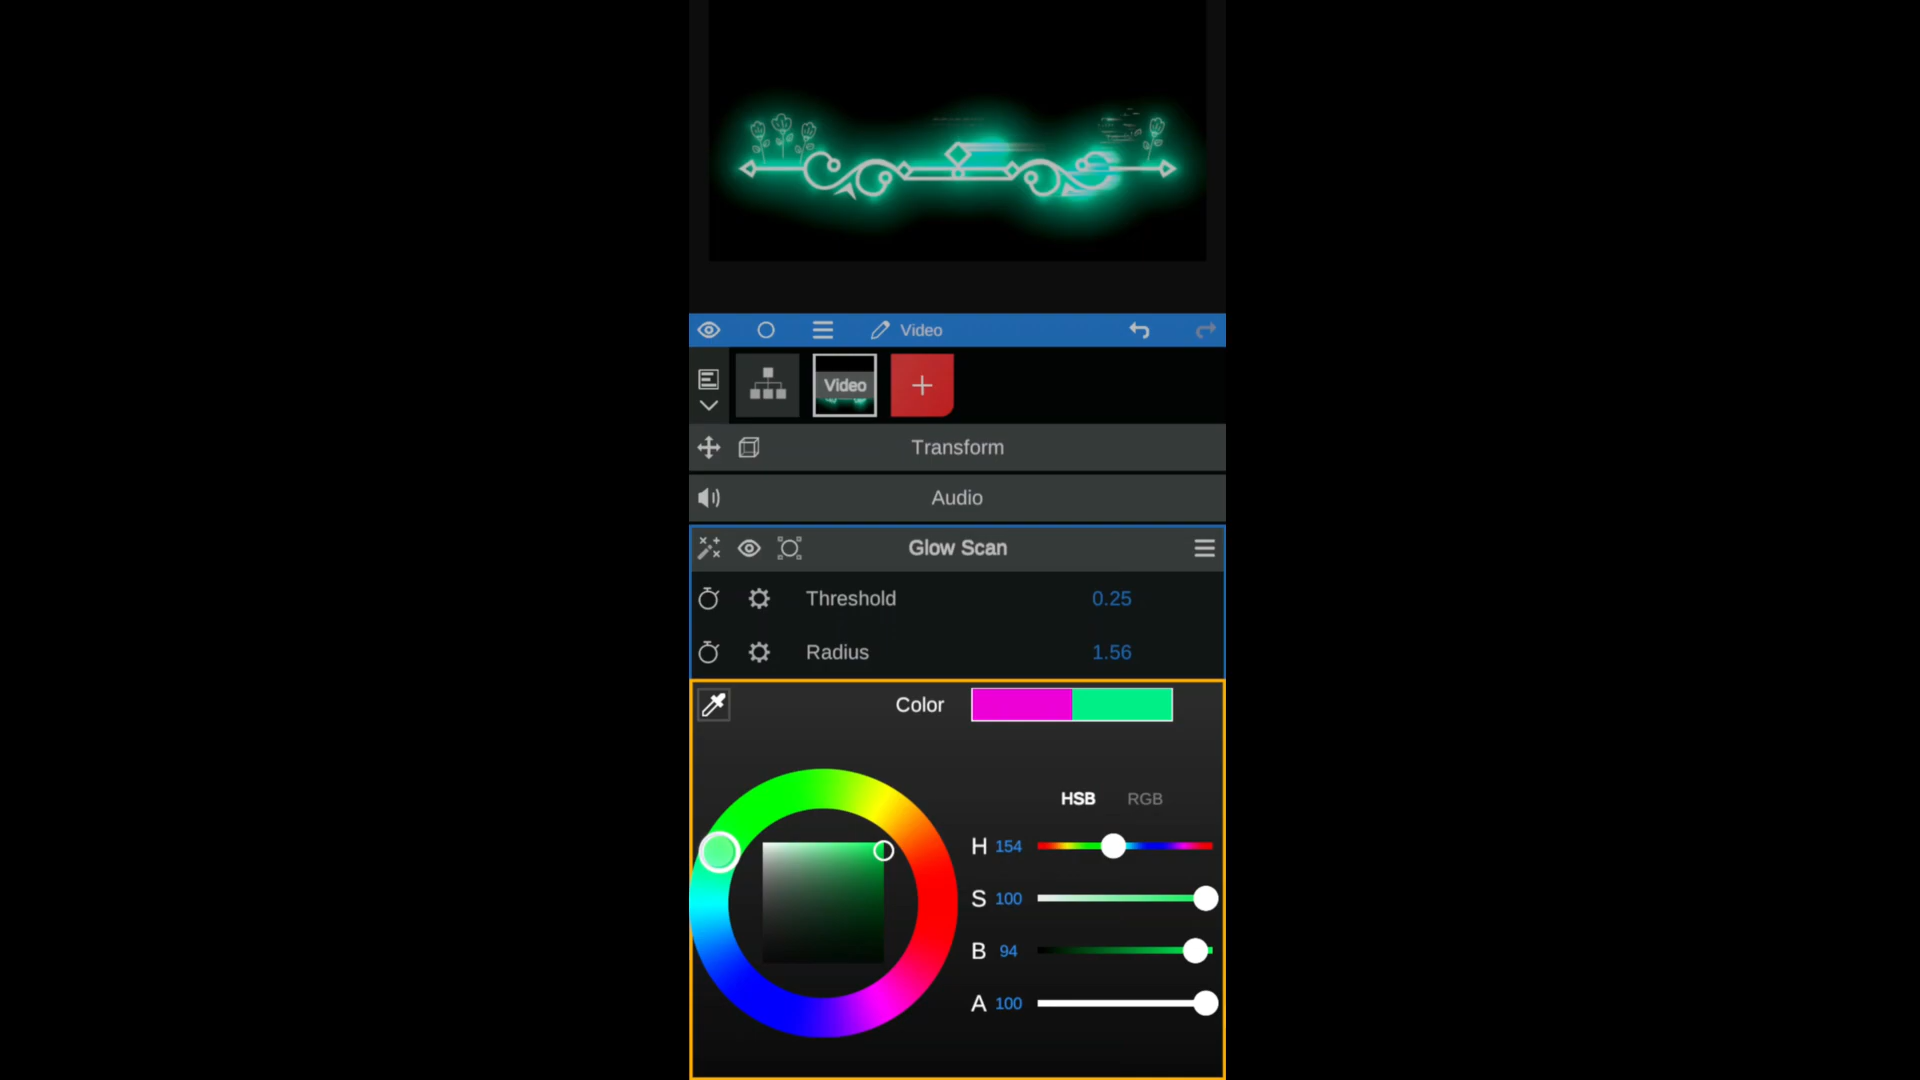 Video
Video
Transform
Audio
Glow Scan
Threshold 0.25
Radius 1.56
Color
HSB RGB
H 154
S 100
B 94
A 100